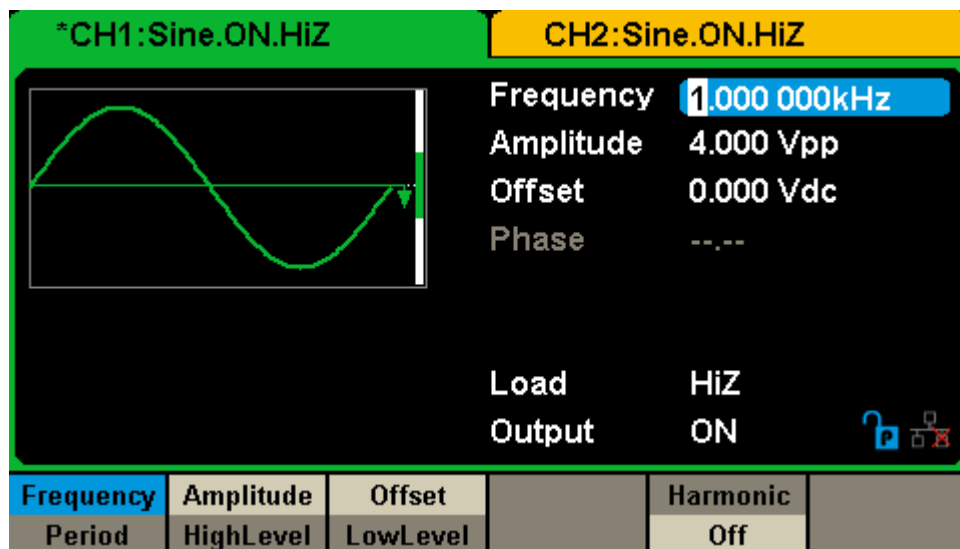 *CH1:Sine.ON.HiZ CH2:Sine.ON.HiZ
Frequency 1.000 000kHz
Amplitude 4.000 Vpp
Offset 0.000 Vdc
Phase --.--
Load HiZ
Output ON P
Frequency Amplitude Offset Harmonic
Period HighLevel LowLevel Off